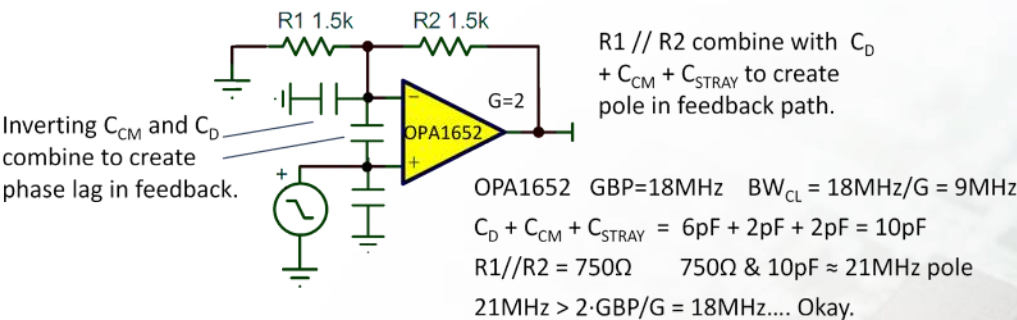 R1 1.5k
R2 1.5k
R1 // R2 combine with C_D
+ C_CM + C_STRAY to create
pole in feedback path.
G=2
OPA1652
−
+
Inverting C_CM and C_D
combine to create
phase lag in feedback.
+
OPA1652 GBP=18MHz BW_CL = 18MHz/G = 9MHz
C_D + C_CM + C_STRAY = 6pF + 2pF + 2pF = 10pF
R1//R2 = 750Ω 750Ω & 10pF ≈ 21MHz pole
21MHz > 2·GBP/G = 18MHz.... Okay.